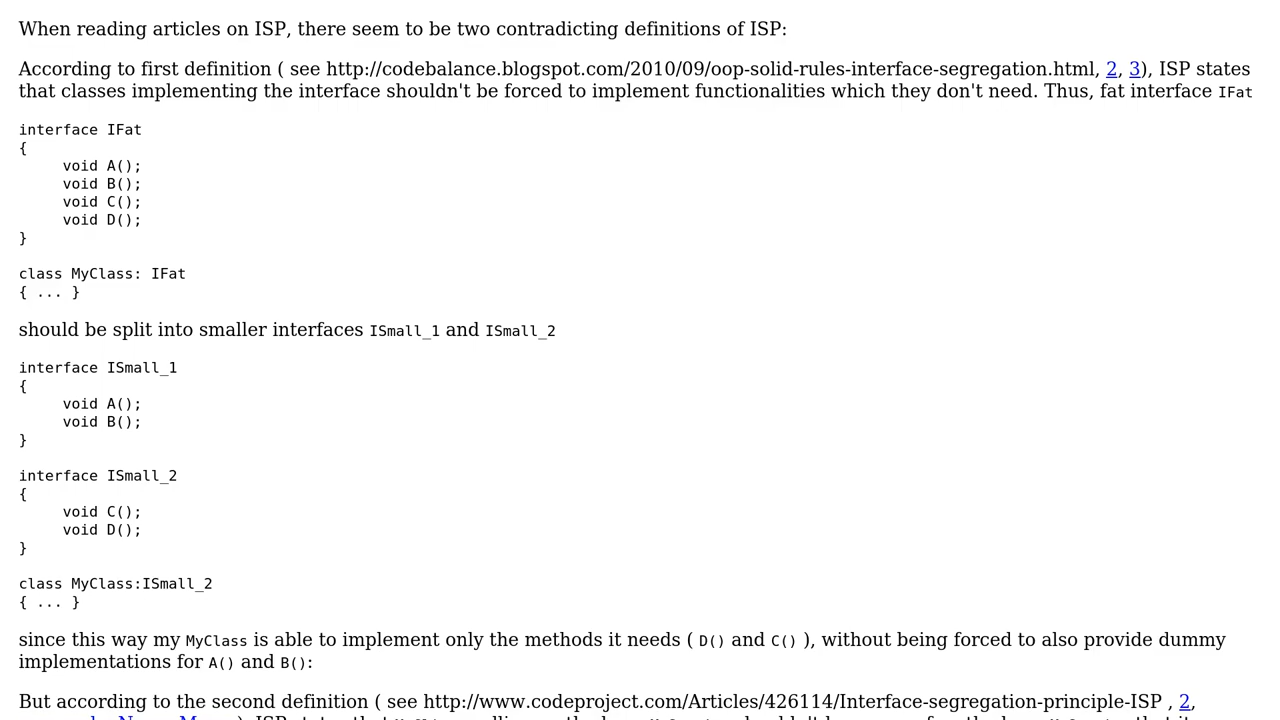 When reading articles on ISP, there seem to be two contradicting definitions of ISP:
According to first definition ( see http://codebalance.blogspot.com/2010/09/oop-solid-rules-interface-segregation.html, 2, 3), ISP states
that classes implementing the interface shouldn't be forced to implement functionalities which they don't need. Thus, fat interface IFat
interface IFat
{
     void A();
     void B();
     void C();
     void D();
}
class MyClass: IFat
{ ... }
should be split into smaller interfaces ISmall_1 and ISmall_2
interface ISmall_1
{
     void A();
     void B();
}
interface ISmall_2
{
     void C();
     void D();
}
class MyClass:ISmall_2
{ ... }
since this way my MyClass is able to implement only the methods it needs ( D() and C() ), without being forced to also provide dummy
implementations for A() and B():
But according to the second definition ( see http://www.codeproject.com/Articles/426114/Interface-segregation-principle-ISP , 2,